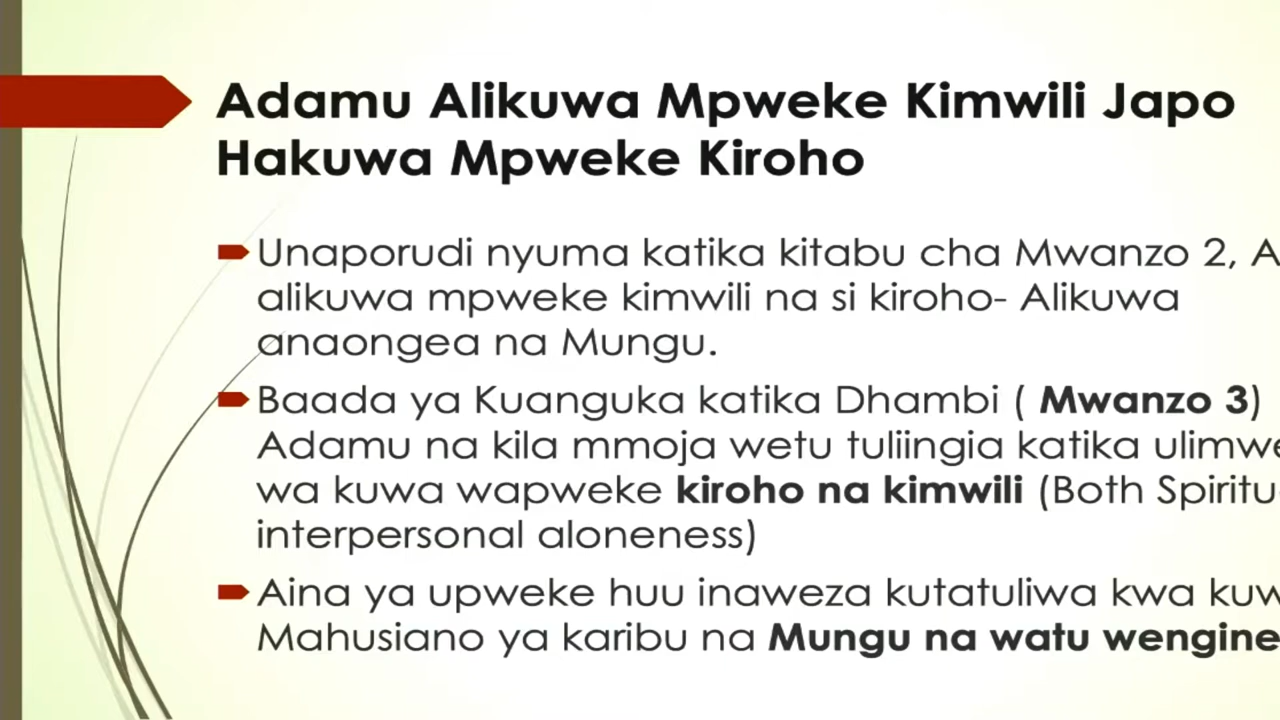 Adamu Alikuwa Mpweke Kimwili Japo
Hakuwa Mpweke Kiroho
Unaporudi nyuma katika kitabu cha Mwanzo 2,
alikuwa mpweke kimwili na si kiroho- Alikuwa
anaongea na Mungu.
Baada ya Kuanguka katika Dhambi ( Mwanzo 3)
Adamu na kila mmoja wetu tuliingia katika
wa kuwa wapweke kiroho na kimwili (Both
interpersonal aloneness)
Aina ya upweke huu inaweza kutatuliwa kwa
Mahusiano ya karibu na Mungu na watu wengine